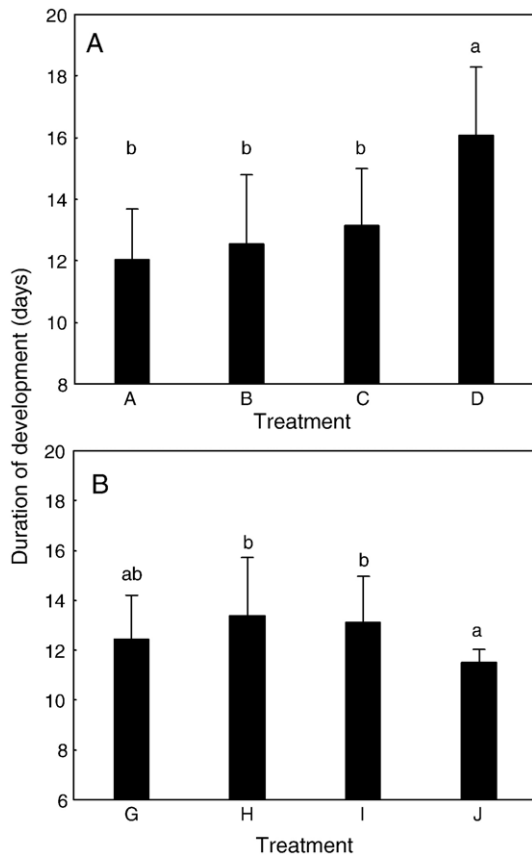 20
A
a
18
16
b b b
14
12
10
8
A B C D
Treatment
Duration of development (days)
20
B
18
16
b b
ab
14
a
12
10
8
6
G H I J
Treatment